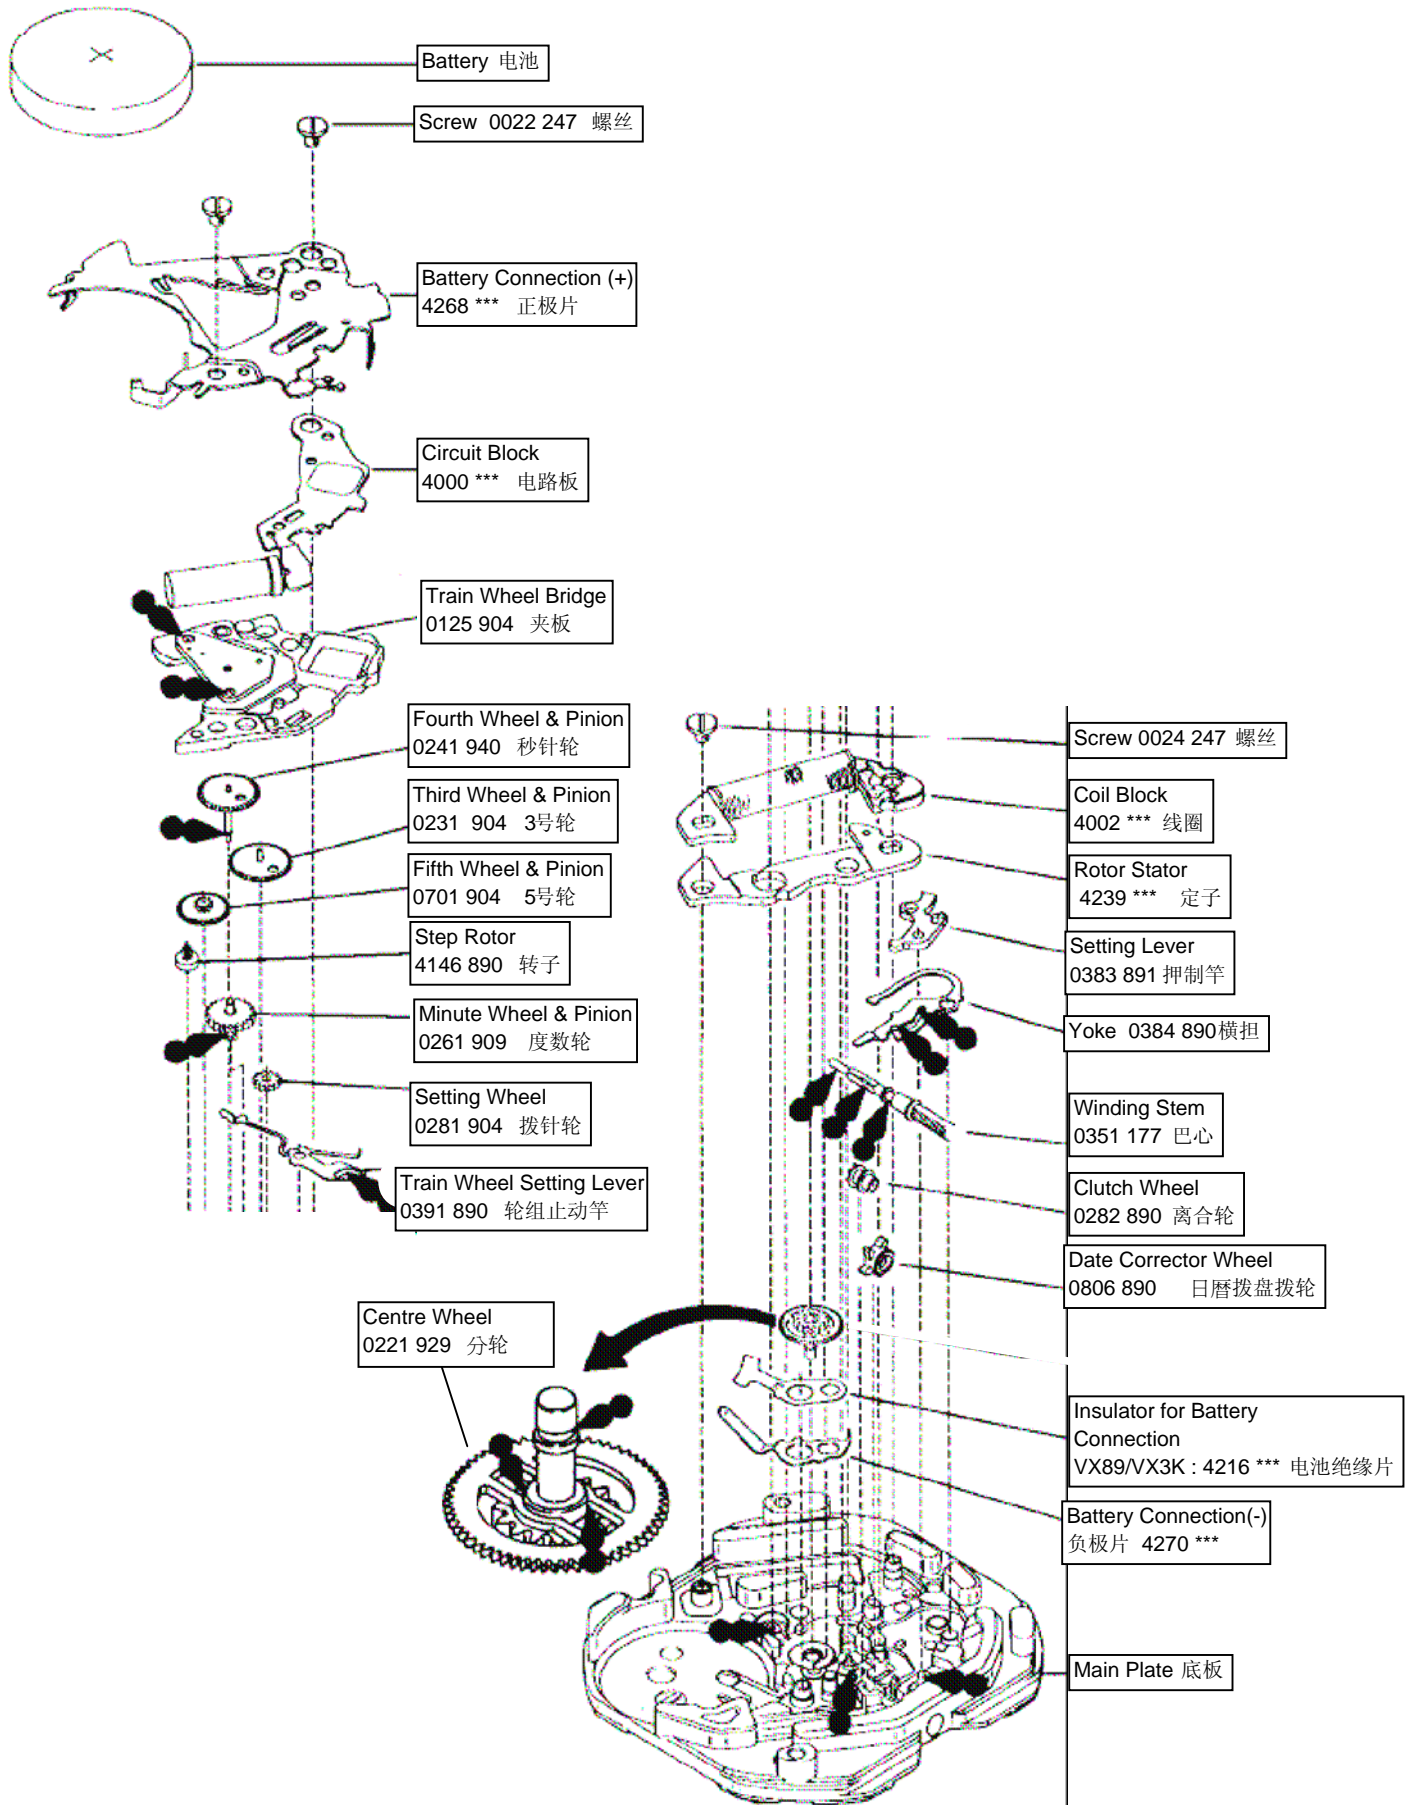 Battery 电池
Screw 0022 247 螺丝
Battery Connection (+)
4268 *** 正极片
Circuit Block
4000 *** 电路板
Train Wheel Bridge
0125 904 夹板
Fourth Wheel & Pinion
0241 940 秒针轮
Third Wheel & Pinion
0231 904 3号轮
Fifth Wheel & Pinion
0701 904 5号轮
Step Rotor
4146 890 转子
Minute Wheel & Pinion
0261 909 度数轮
Setting Wheel
0281 904 拨针轮
Train Wheel Setting Lever
0391 890 轮组止动竿
Centre Wheel
0221 929 分轮
Screw 0024 247 螺丝
Coil Block
4002 *** 线圈
Rotor Stator
4239 *** 定子
Setting Lever
0383 891 押制竿
Yoke 0384 890横担
Winding Stem
0351 177 巴心
Clutch Wheel
0282 890 离合轮
Date Corrector Wheel
0806 890 日曆拨盘拨轮
Insulator for Battery
Connection
VX89/VX3K : 4216 *** 电池绝缘片
Battery Connection(-)
负极片 4270 ***
Main Plate 底板